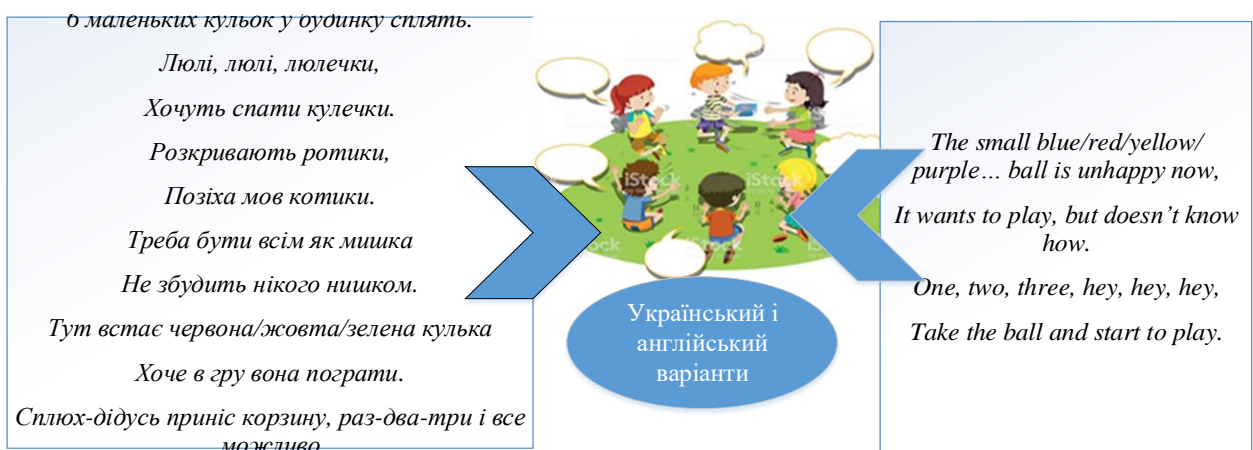 6 маленьких кульок у будинку сплять.
Люлі, люлі, люлечки,
Хочуть спати кулечки.
Розкривають ротики,
Позіха мов котики.
Треба бути всім як мишка
Не збудить нікого нишком.
Тут встає червона/жовта/зелена кулька
Хоче в гру вона пограти.
Сплюх-дідусь приніс корзину, раз-два-три і все
можливо
iStock
iStock
iStock
Український і
англійський
варіанти
The small blue/red/yellow/
purple… ball is unhappy now,
It wants to play, but doesn’t know
how.
One, two, three, hey, hey, hey,
Take the ball and start to play.